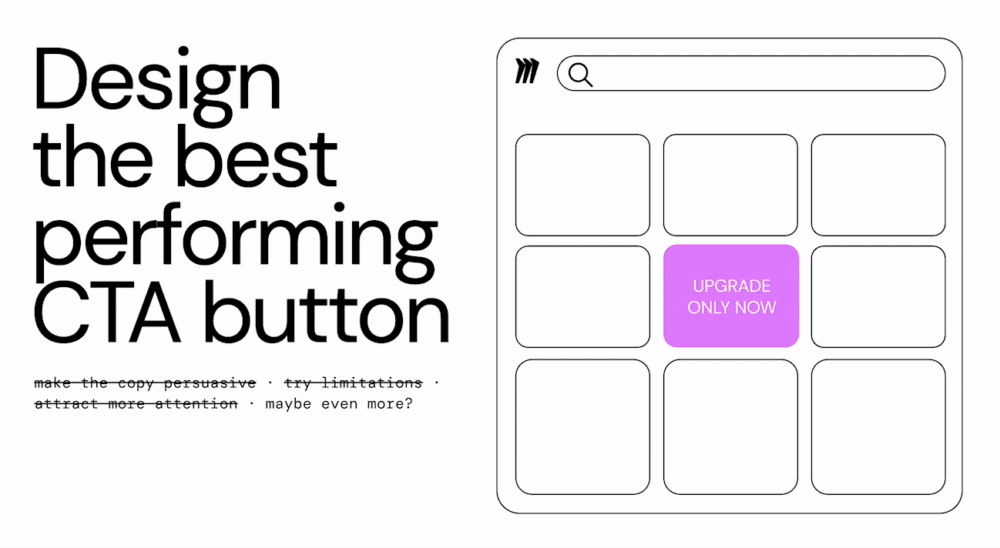 Design
the best
performing
CTA button
make the copy persuasive · try limitations ·
attract more attention · maybe even more?
UPGRADE
ONLY NOW